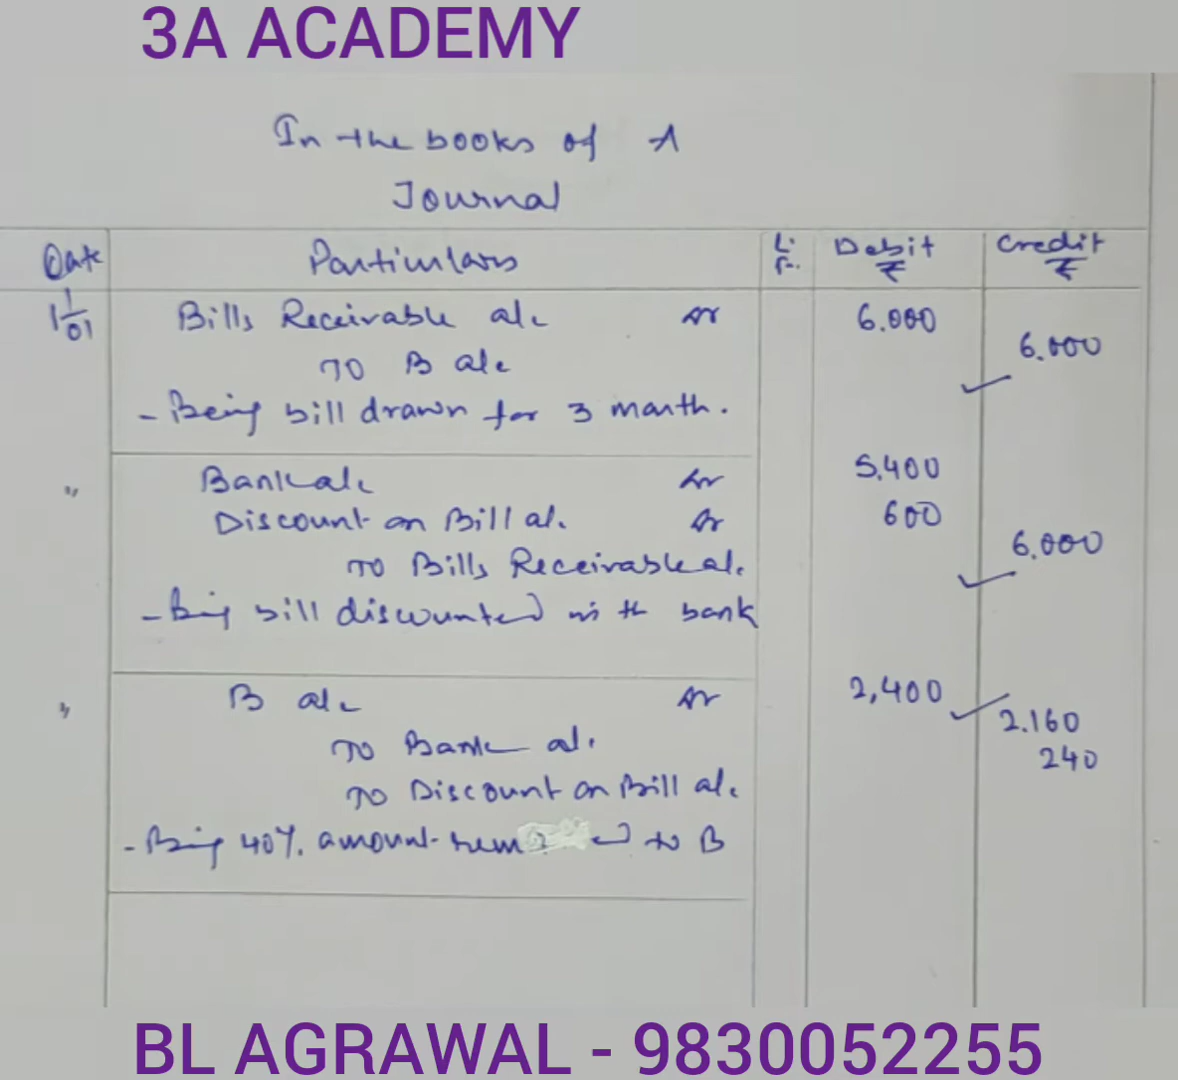 3A ACADEMY
In the books of A
Journal
Date Particulars L.F. Debit ₹ Credit ₹
1/1/01 Bills Receivable a/c Dr 6.000
To B a/c 6.000
- Being bill drawn for 3 month.
" Bank a/c Dr 5,400
Discount on Bill a/c. Dr 600
To Bills Receivable a/c. 6.000
- Being bill discounted with bank
" B a/c Dr 2,400
To Bank a/c. 2.160
To Discount on Bill a/c 240
- Being 40% amount to B
BL AGRAWAL - 9830052255